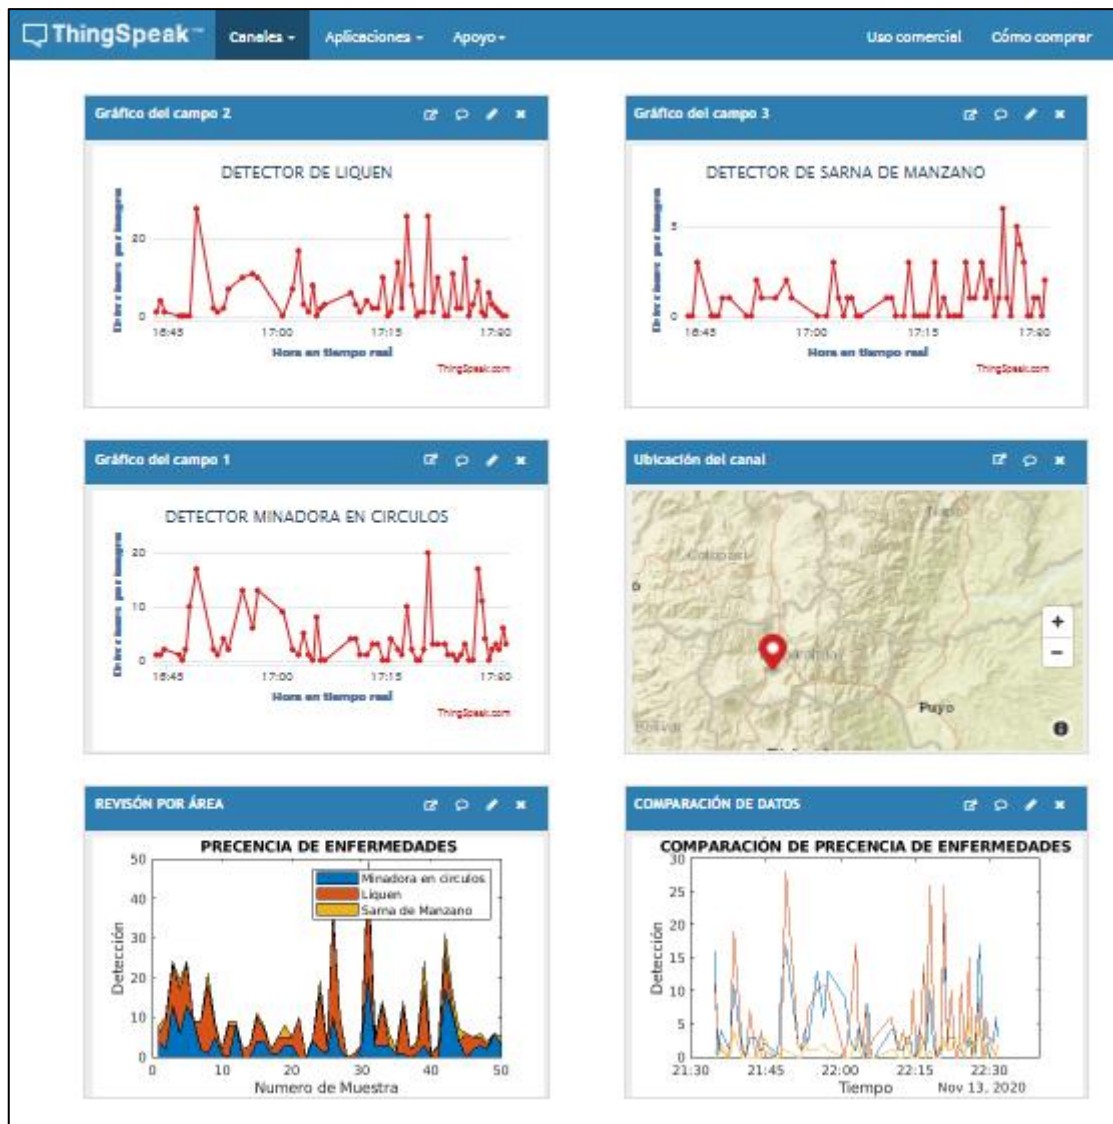 ThingSpeak™ Canales Aplicaciones Apoyo Uso comercial Cómo comprar
Gráfico del campo 2
DETECTOR DE LIQUEN
20
0
16:45 17:00 17:15
Hora en tiempo real
ThingSpeak.com
Gráfico del campo 3
DETECTOR DE SARNA DE MANZANO
5
0
16:45 17:00 17:15
Hora en tiempo real
ThingSpeak.com
Gráfico del campo 1
DETECTOR MINADORA EN CIRCULOS
20
10
0
16:45 17:00 17:15
Hora en tiempo real
ThingSpeak.com
Ubicación del canal
Napo
Cotopaxi
Puyo
Bolívar
+
−
REVISÓN POR ÁREA
PRECENCIA DE ENFERMEDADES
Minadora en circulos
Liquen
Sarna de Manzano
Detección
50
40
30
20
10
0
0 10 20 30 40 50
Numero de Muestra
COMPARACIÓN DE DATOS
COMPARACIÓN DE PRECENCIA DE ENFERMEDADES
Detección
30
25
20
15
10
5
0
21:30 21:45 22:00 22:15 22:30
Tiempo Nov 13, 2020